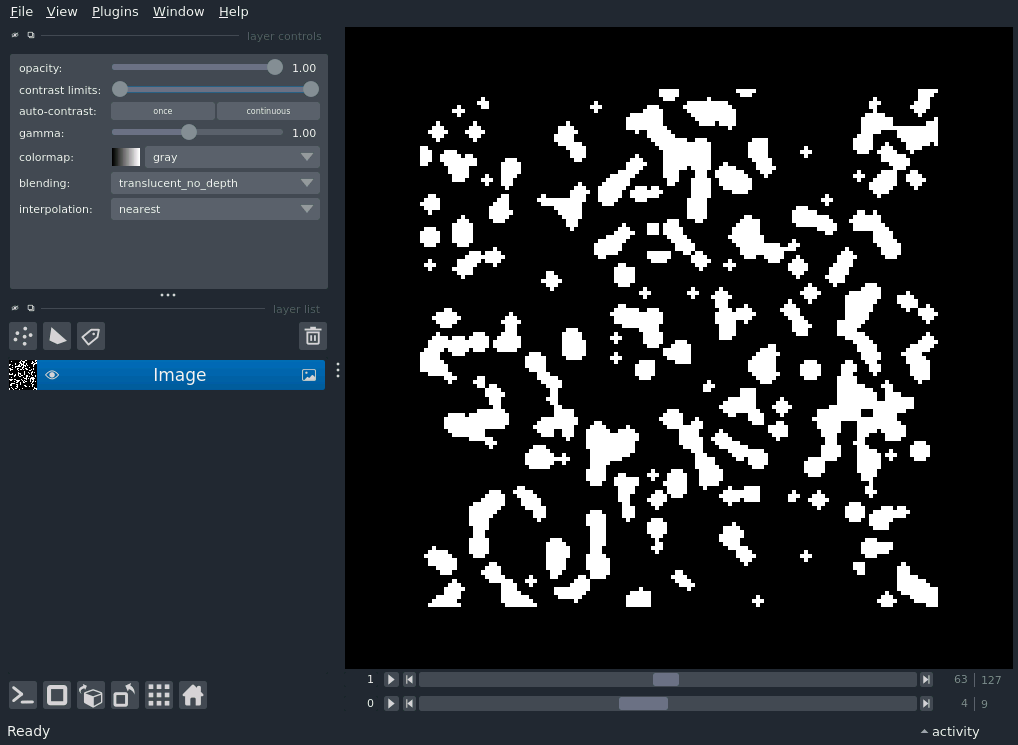 File View Plugins Window Help
layer controls
opacity: 1.00
contrast limits:
auto-contrast: once continuous
gamma: 1.00
colormap: gray
blending: translucent_no_depth
interpolation: nearest
layer list
Image
1 63 127
0 4 9
Ready activity